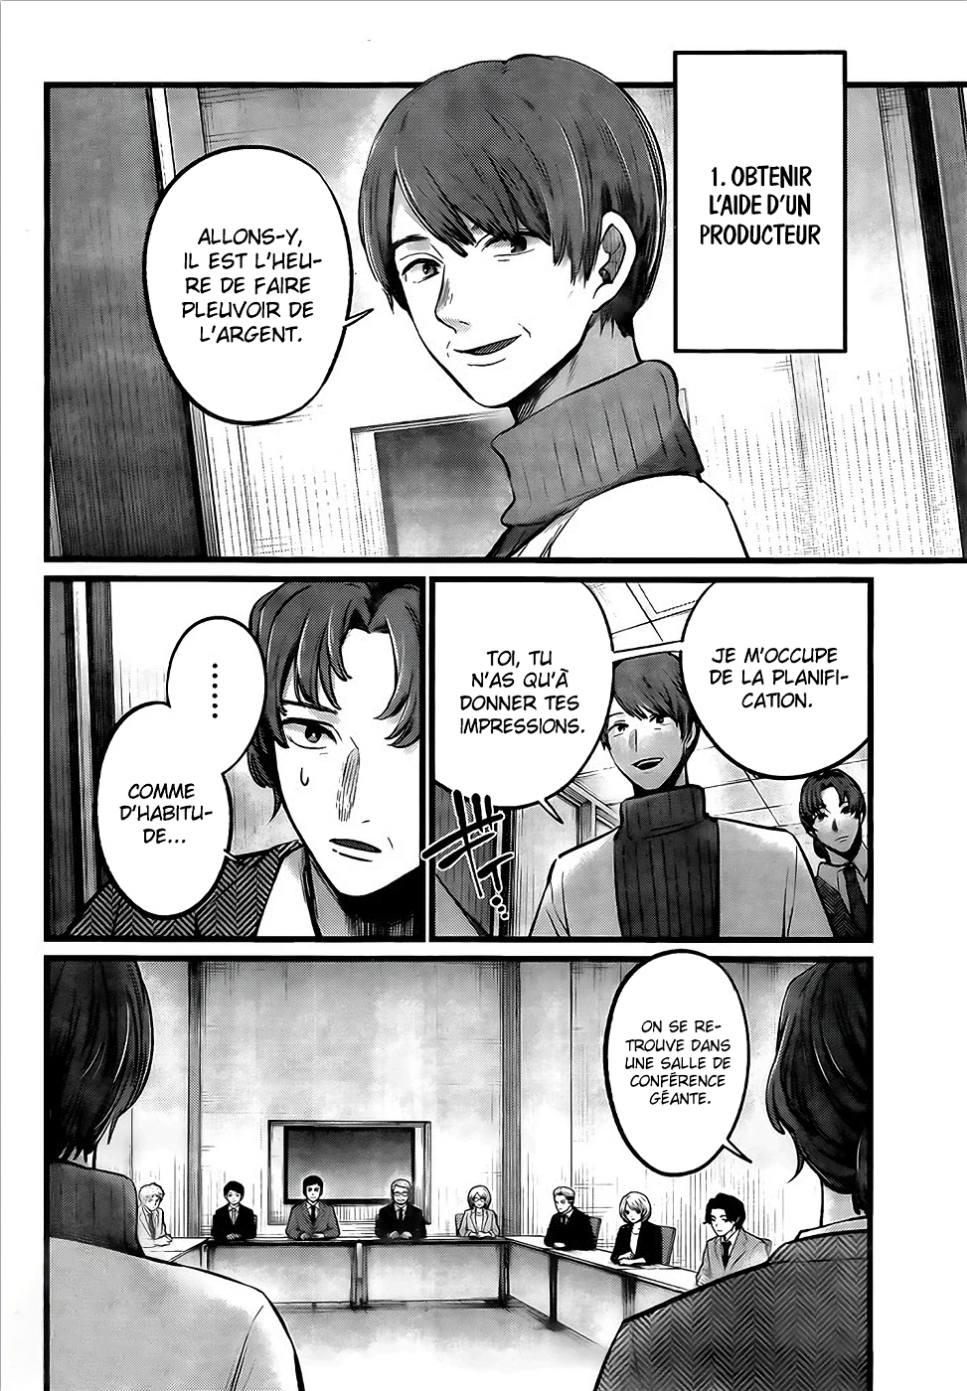 1. OBTENIR
L'AIDE D'UN
PRODUCTEUR
ALLONS-Y,
IL EST L'HEU-
RE DE FAIRE
PLEUVOIR DE
L'ARGENT.
JE M'OCCUPE
DE LA PLANIFI-
CATION.
TOI, TU
N'AS QU'À
DONNER TES
IMPRESSIONS.
ギィ...
......
COMME
D'HABITU-
DE...
ON SE RE-
TROUVE DANS
UNE SALLE DE
CONFÉRENCE
GÉANTE.